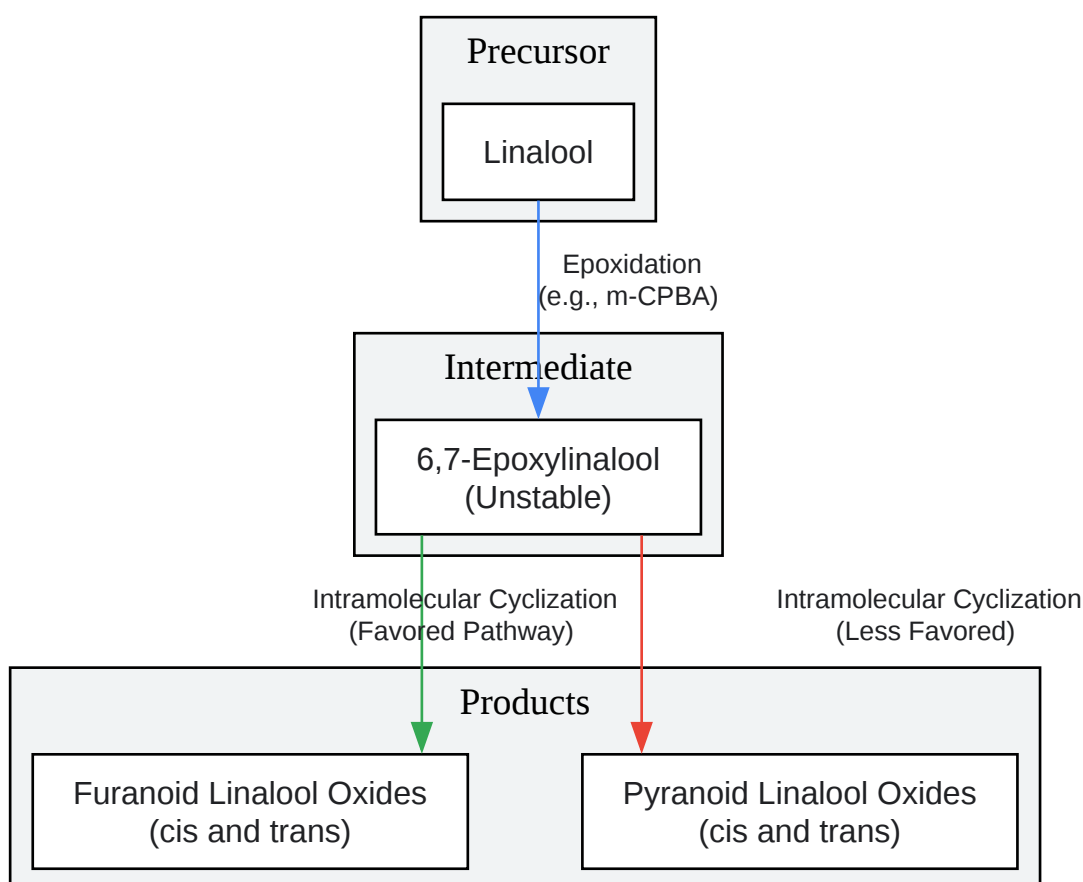 Precursor
Linalool
Epoxidation
(e.g., m-CPBA)
Intermediate
6,7-Epoxylinalool
(Unstable)
Intramolecular Cyclization
(Favored Pathway)
Intramolecular Cyclization
(Less Favored)
Products
Furanoid Linalool Oxides
(cis and trans)
Pyranoid Linalool Oxides
(cis and trans)